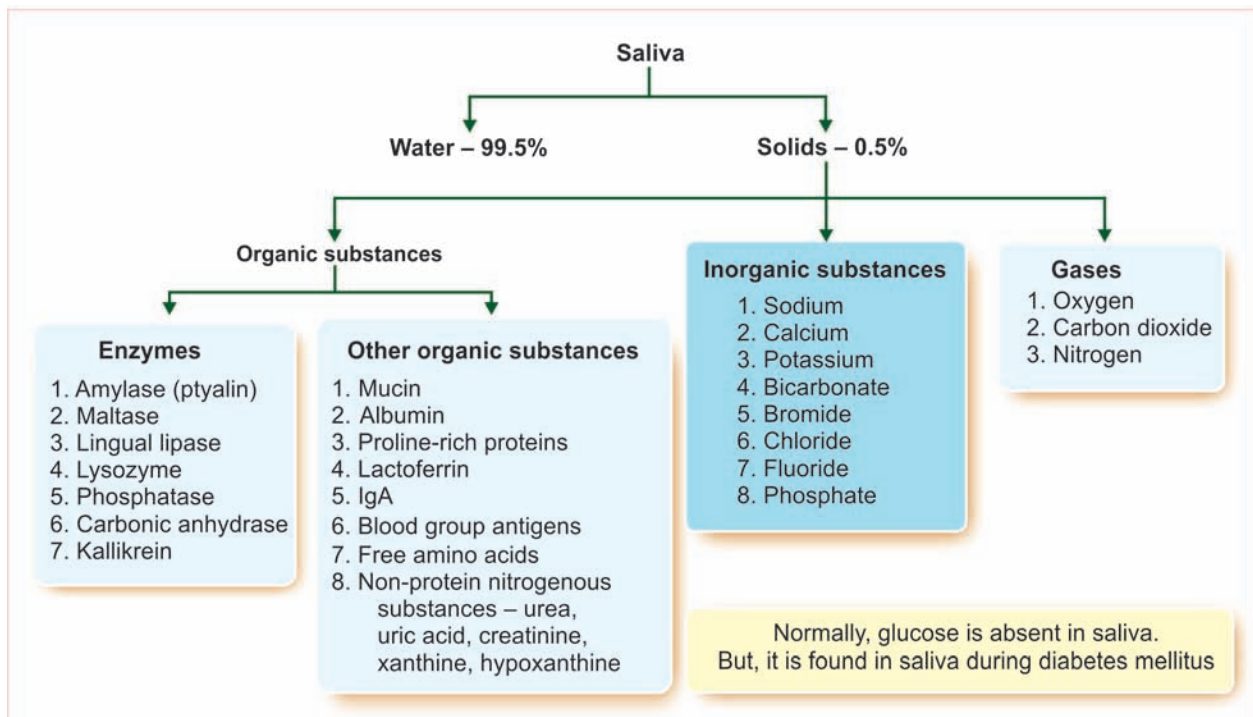 Saliva
Water – 99.5%
Solids – 0.5%
Organic substances
Enzymes
1. Amylase (ptyalin)
2. Maltase
3. Lingual lipase
4. Lysozyme
5. Phosphatase
6. Carbonic anhydrase
7. Kallikrein
Other organic substances
1. Mucin
2. Albumin
3. Proline-rich proteins
4. Lactoferrin
5. IgA
6. Blood group antigens
7. Free amino acids
8. Non-protein nitrogenous
substances – urea,
uric acid, creatinine,
xanthine, hypoxanthine
Inorganic substances
1. Sodium
2. Calcium
3. Potassium
4. Bicarbonate
5. Bromide
6. Chloride
7. Fluoride
8. Phosphate
Gases
1. Oxygen
2. Carbon dioxide
3. Nitrogen
Normally, glucose is absent in saliva.
But, it is found in saliva during diabetes mellitus